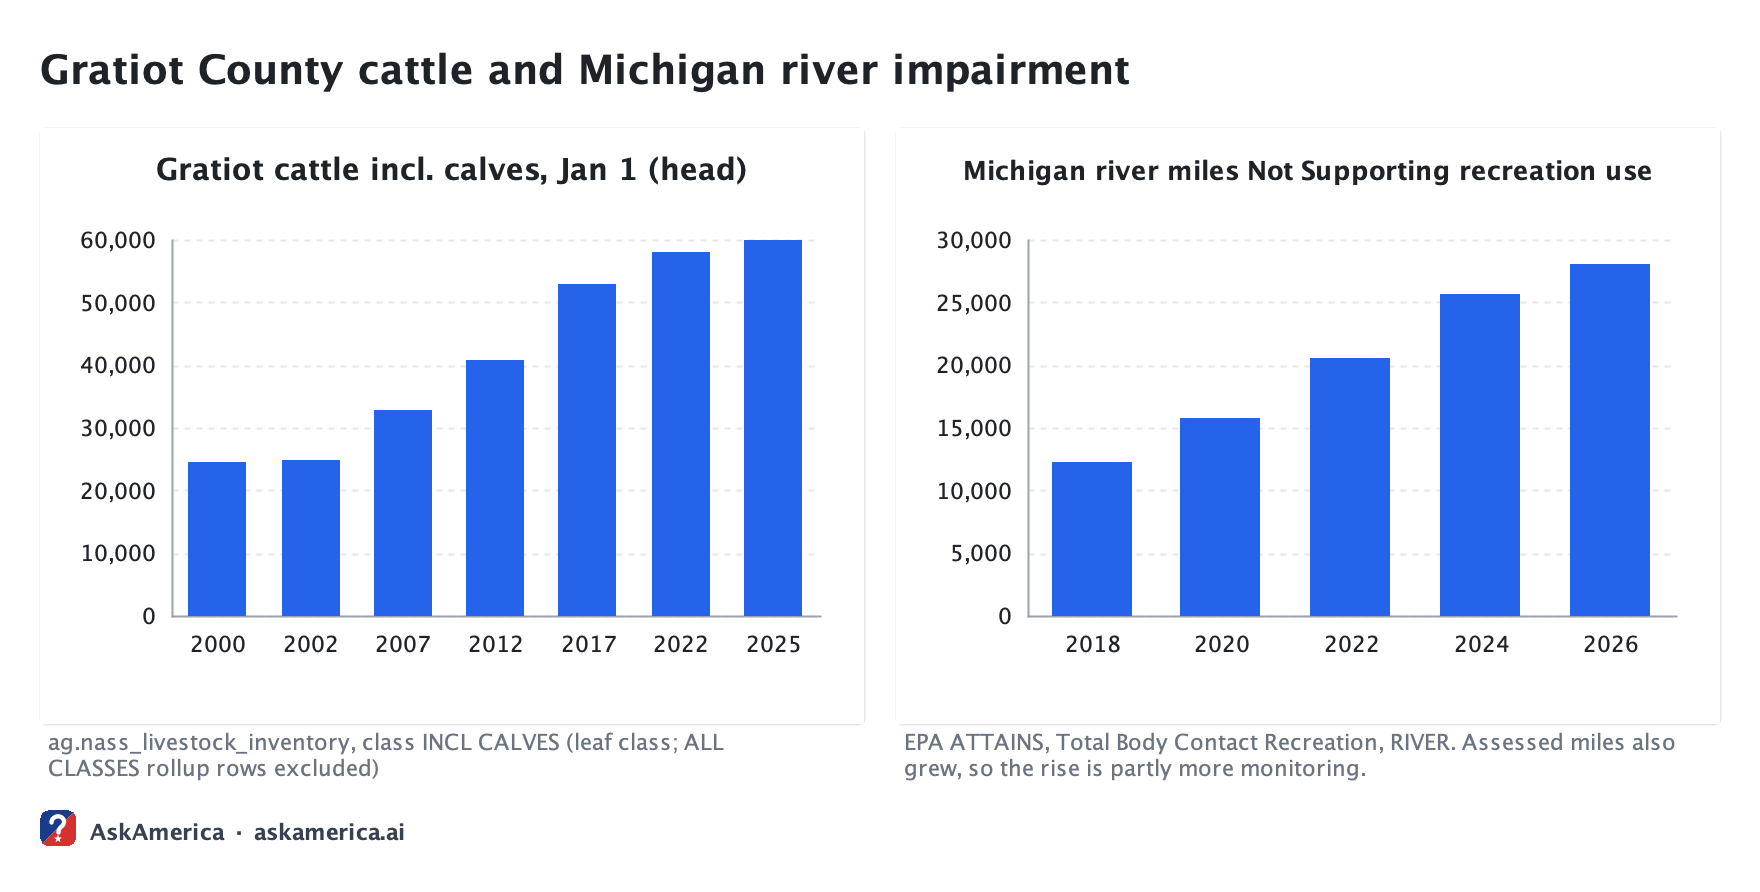 Gratiot County cattle and Michigan river impairment
Gratiot cattle incl. calves, Jan 1 (head)
60,000
50,000
40,000
30,000
20,000
10,000
0
2000 2002 2007 2012 2017 2022 2025
ag.nass_livestock_inventory, class INCL CALVES (leaf class; ALL
CLASSES rollup rows excluded)
Michigan river miles Not Supporting recreation use
30,000
25,000
20,000
15,000
10,000
5,000
0
2018 2020 2022 2024 2026
EPA ATTAINS, Total Body Contact Recreation, RIVER. Assessed miles also
grew, so the rise is partly more monitoring.
AskAmerica · askamerica.ai